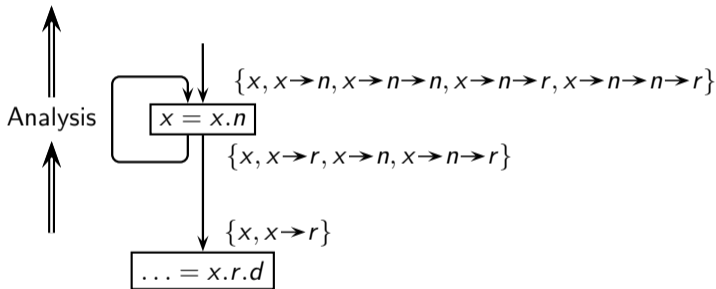 {x, x→n, x→n→n, x→n→r, x→n→n→r}
Analysis
x = x.n
{x, x→r, x→n, x→n→r}
{x, x→r}
... = x.r.d